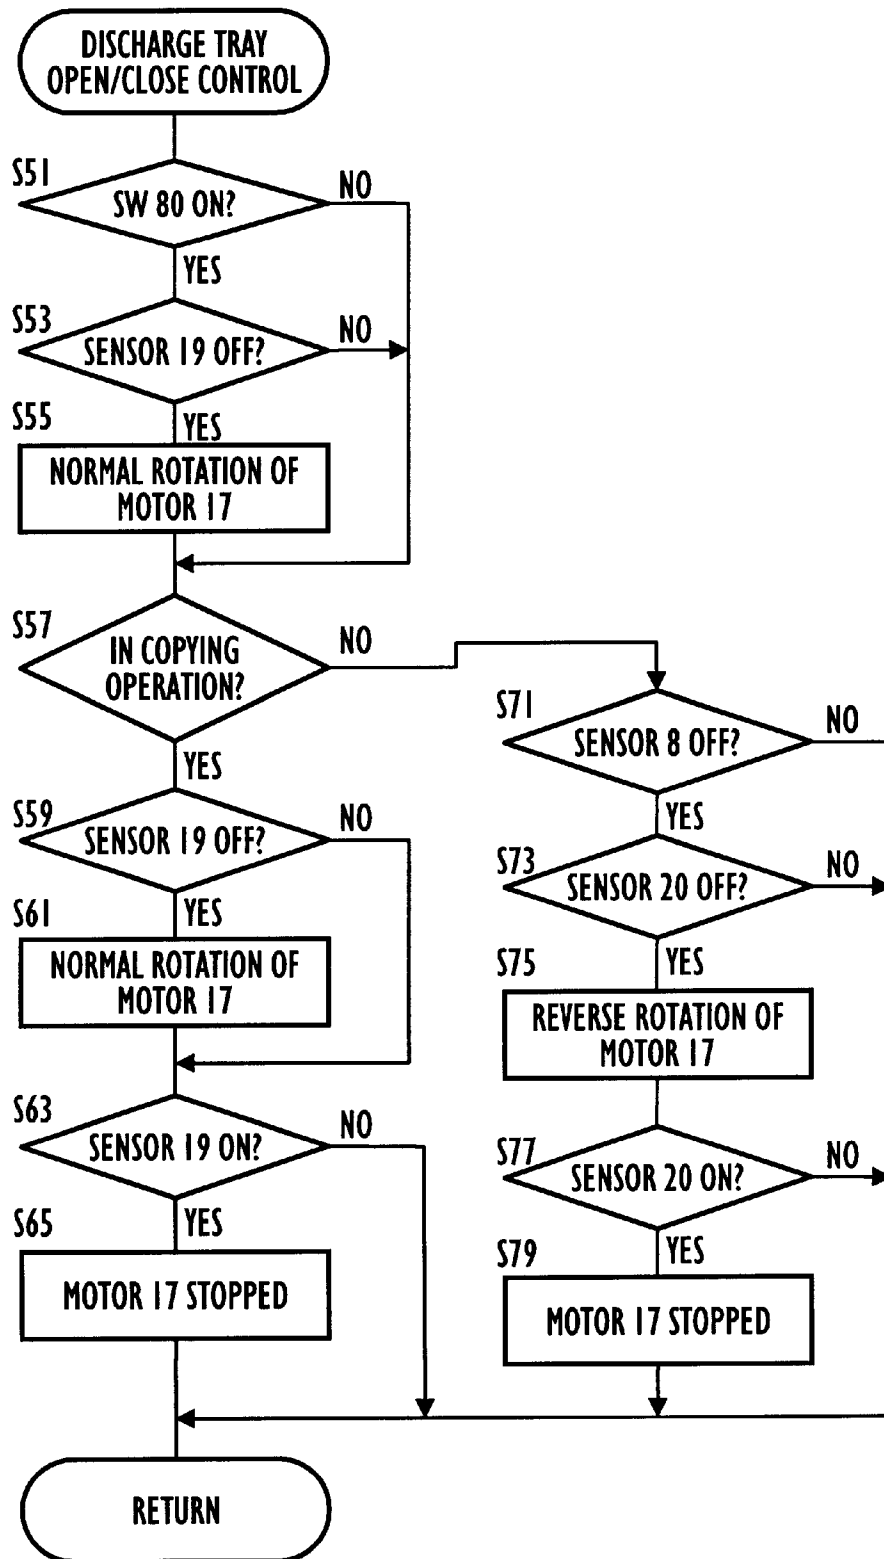 DISCHARGE TRAY
OPEN/CLOSE CONTROL
S51
SW 80 ON?
NO
YES
S53
SENSOR 19 OFF?
NO
YES
S55
NORMAL ROTATION OF
MOTOR 17
S57
IN COPYING
OPERATION?
NO
YES
S59
SENSOR 19 OFF?
NO
YES
S61
NORMAL ROTATION OF
MOTOR 17
S63
SENSOR 19 ON?
NO
YES
S65
MOTOR 17 STOPPED
S71
SENSOR 8 OFF?
NO
YES
S73
SENSOR 20 OFF?
NO
YES
S75
REVERSE ROTATION OF
MOTOR 17
S77
SENSOR 20 ON?
NO
YES
S79
MOTOR 17 STOPPED
RETURN